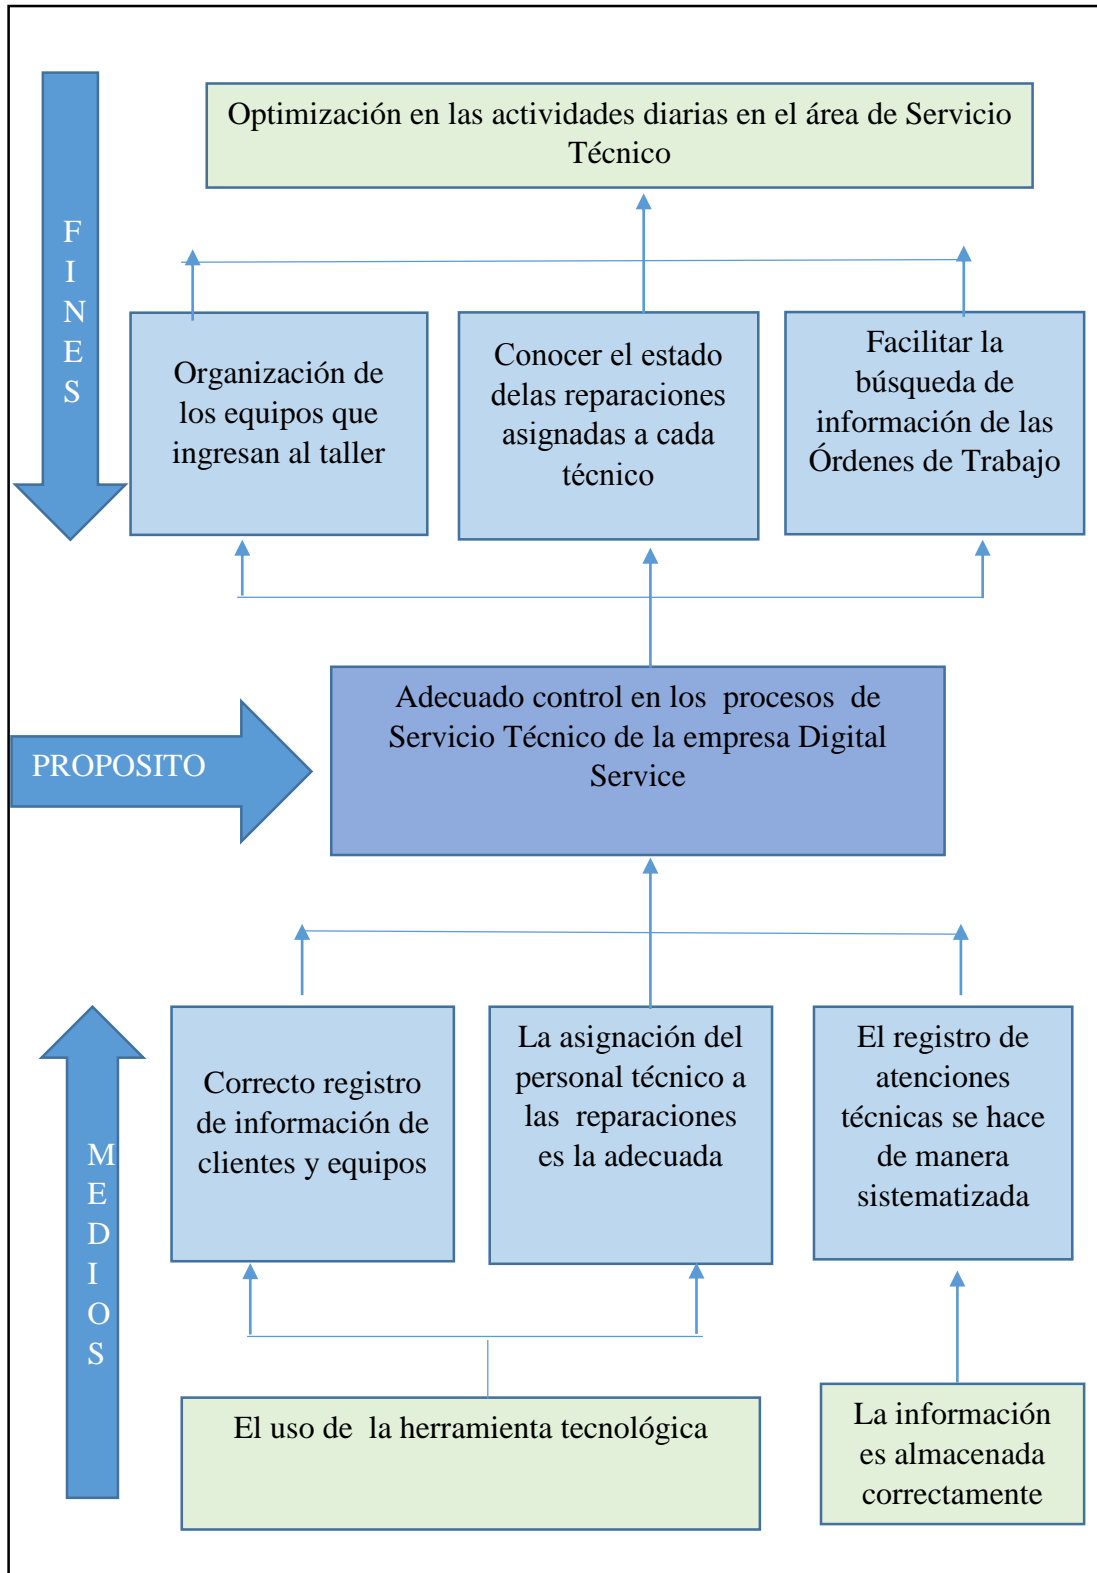 Optimización en las actividades diarias en el área de Servicio
Técnico
F
I
N
E
S
Organización de
los equipos que
ingresan al taller
Conocer el estado
delas reparaciones
asignadas a cada
técnico
Facilitar la
búsqueda de
información de las
Órdenes de Trabajo
PROPOSITO
Adecuado control en los  procesos  de
Servicio Técnico de la empresa Digital
Service
M
E
D
I
O
S
Correcto registro
de información de
clientes y equipos
La asignación del
personal técnico a
las  reparaciones
es la adecuada
El registro de
atenciones
técnicas se hace
de manera
sistematizada
El uso de  la herramienta tecnológica
La información
es almacenada
correctamente